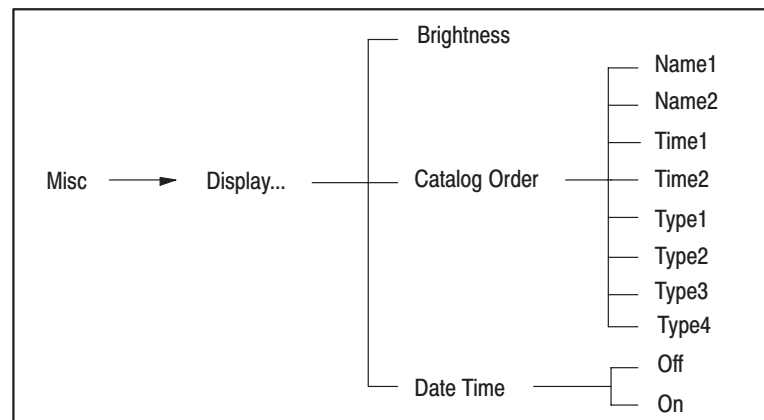 Misc
Display...
Brightness
Catalog Order
Name1
Name2
Time1
Time2
Type1
Type2
Type3
Type4
Date Time
Off
On